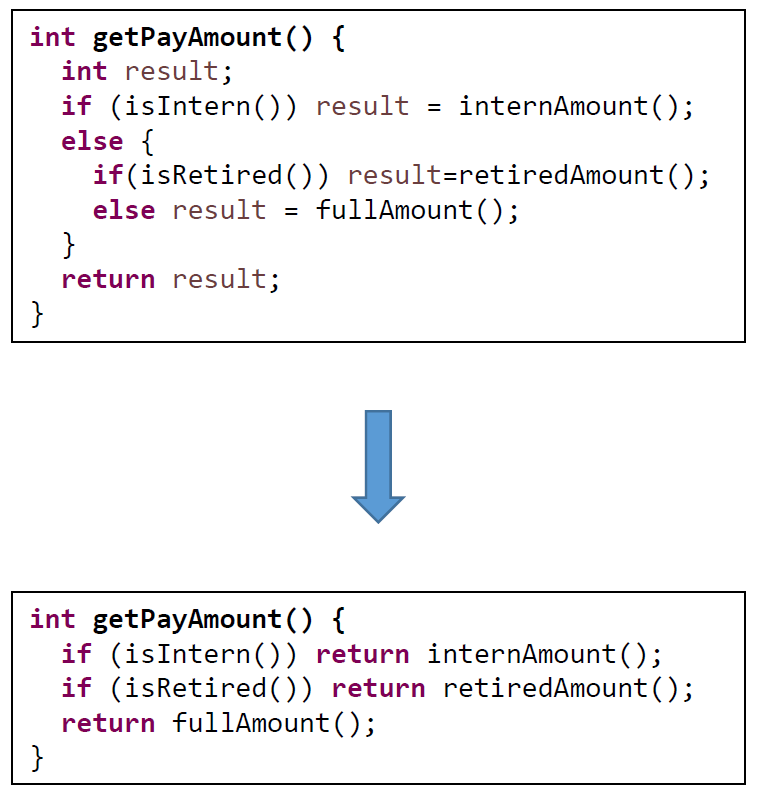 int getPayAmount() {
  int result;
  if (isIntern()) result = internAmount();
  else {
    if(isRetired()) result=retiredAmount();
    else result = fullAmount();
  }
  return result;
}
int getPayAmount() {
  if (isIntern()) return internAmount();
  if (isRetired()) return retiredAmount();
  return fullAmount();
}